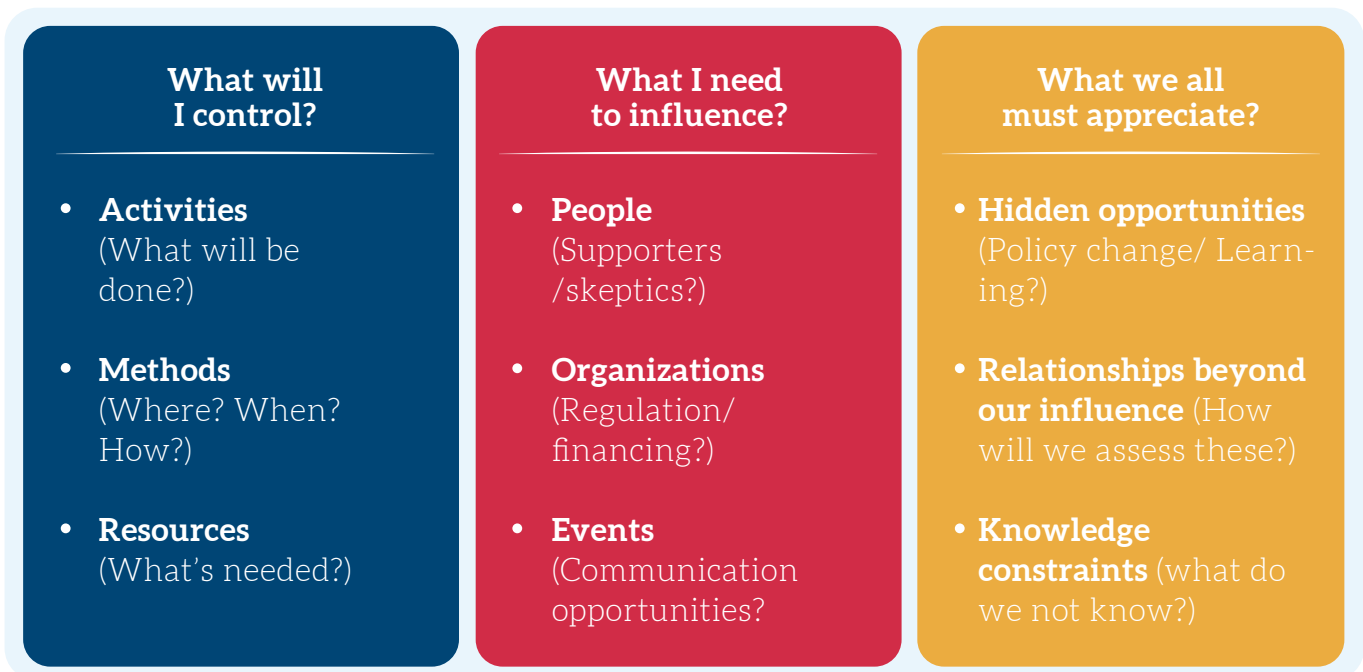 What will
I control?
• Activities
(What will be
done?)
• Methods
(Where? When?
How?)
• Resources
(What's needed?)
What I need
to influence?
• People
(Supporters
/skeptics?)
• Organizations
(Regulation/
financing?)
• Events
(Communication
opportunities?
What we all
must appreciate?
• Hidden opportunities
(Policy change/ Learn-
ing?)
• Relationships beyond
our influence (How
will we assess these?)
• Knowledge
constraints (what do
we not know?)